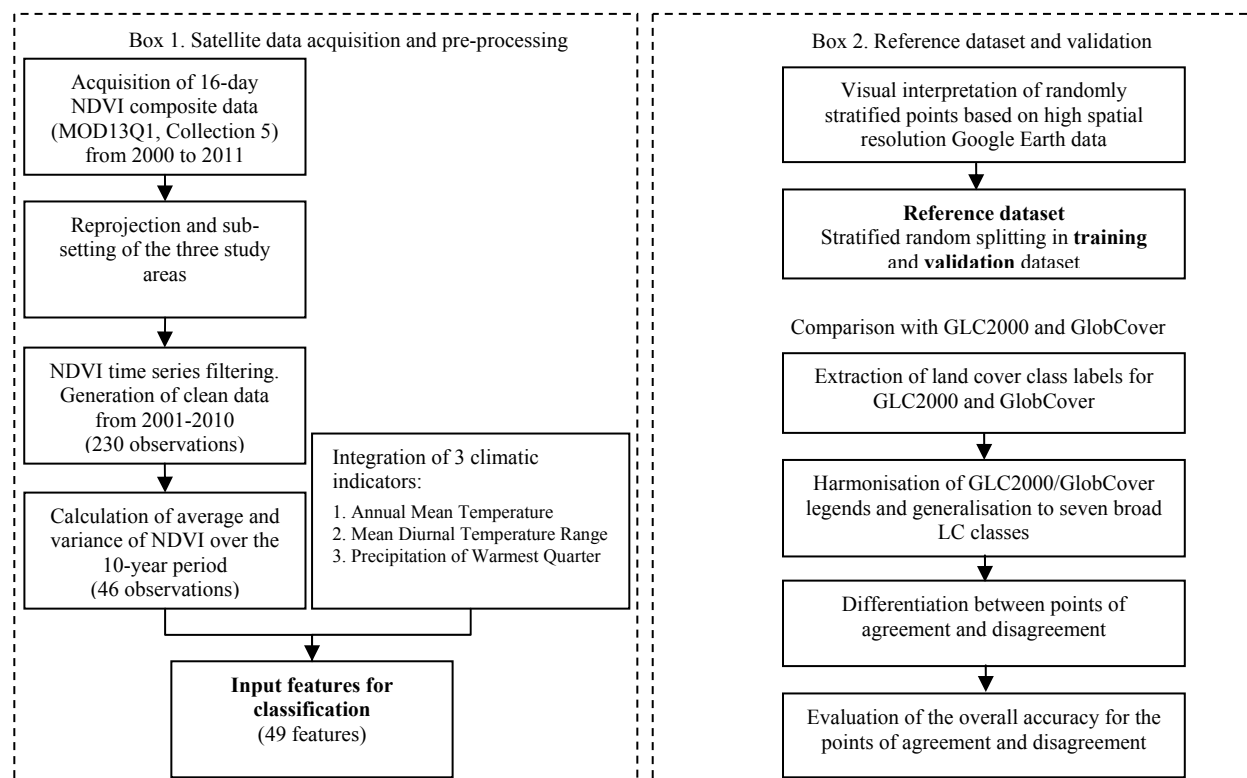 Box 1. Satellite data acquisition and pre-processing
Acquisition of 16-day
NDVI composite data
(MOD13Q1, Collection 5)
from 2000 to 2011
Reprojection and sub-
setting of the three study
areas
NDVI time series filtering.
Generation of clean data
from 2001-2010
(230 observations)
Calculation of average and
variance of NDVI over the
10-year period
(46 observations)
Integration of 3 climatic
indicators:
1. Annual Mean Temperature
2. Mean Diurnal Temperature Range
3. Precipitation of Warmest Quarter
Input features for
classification
(49 features)
Box 2. Reference dataset and validation
Visual interpretation of randomly
stratified points based on high spatial
resolution Google Earth data
Reference dataset
Stratified random splitting in training
and validation dataset
Comparison with GLC2000 and GlobCover
Extraction of land cover class labels for
GLC2000 and GlobCover
Harmonisation of GLC2000/GlobCover
legends and generalisation to seven broad
LC classes
Differentiation between points of
agreement and disagreement
Evaluation of the overall accuracy for the
points of agreement and disagreement